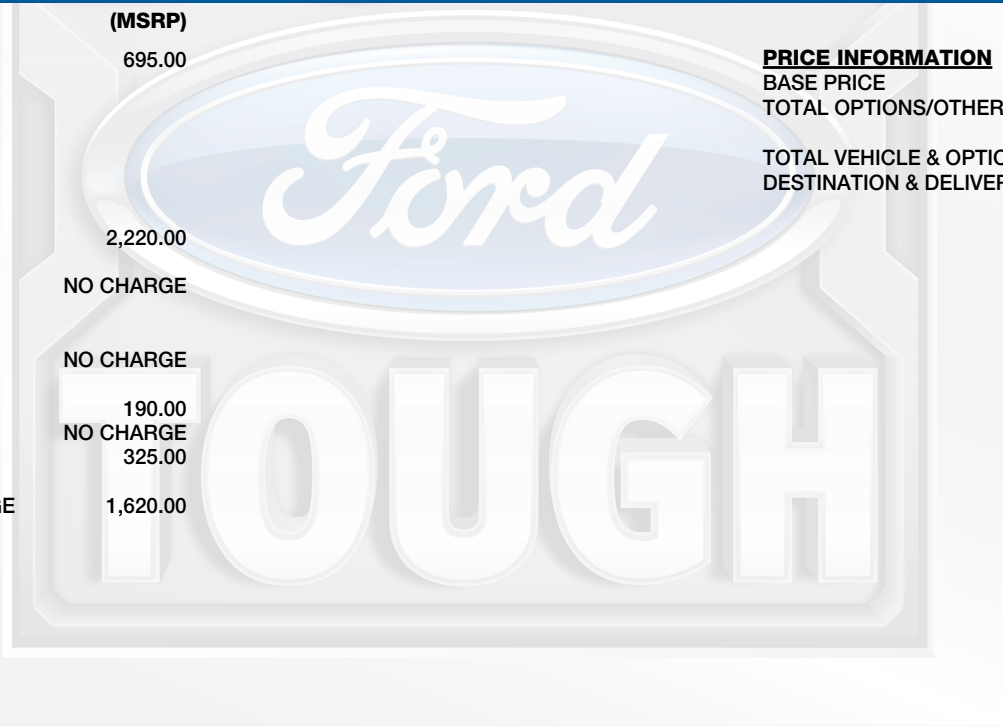 (MSRP)
695.00
2,220.00
NO CHARGE
NO CHARGE
190.00
NO CHARGE
325.00
1,620.00
PRICE INFORMATION
BASE PRICE
TOTAL OPTIONS/OTHER
TOTAL VEHICLE & OPTIO
DESTINATION & DELIVER
Ford
TOUGH